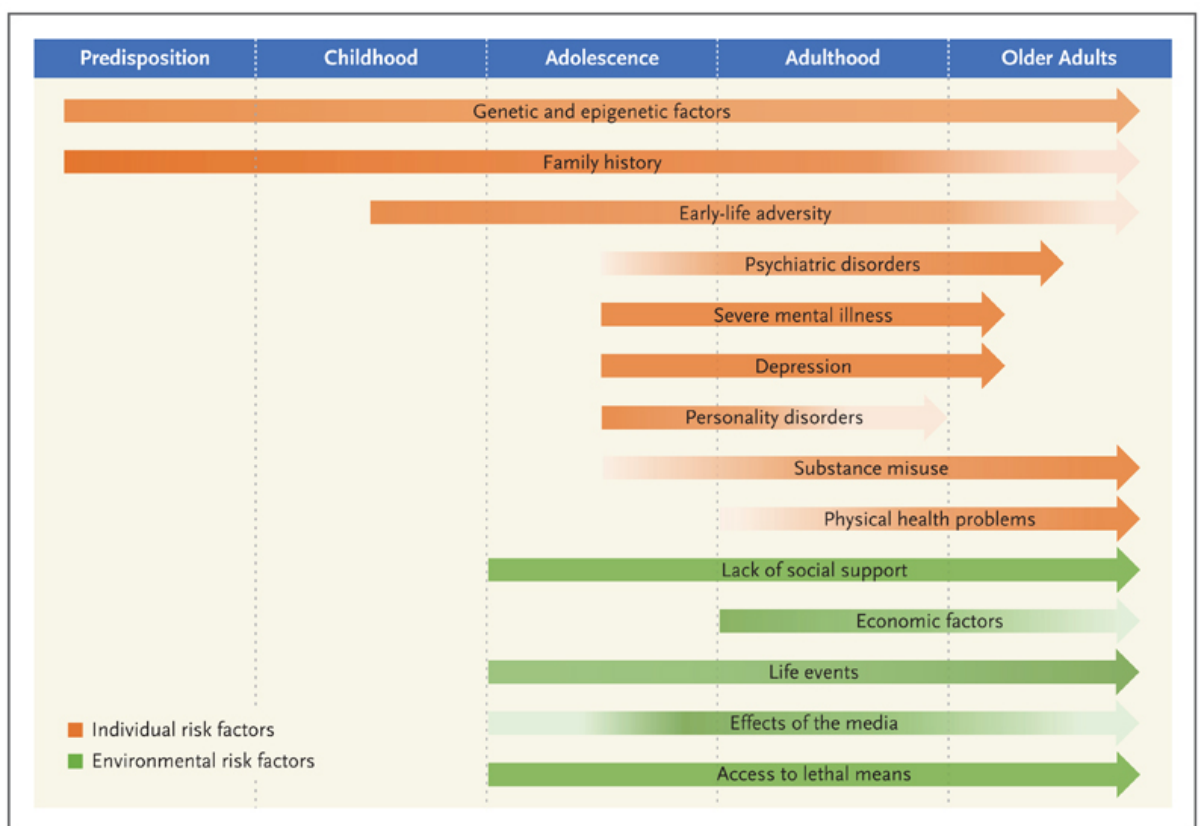 Predisposition Childhood Adolescence Adulthood Older Adults
Genetic and epigenetic factors
Family history
Early-life adversity
Psychiatric disorders
Severe mental illness
Depression
Personality disorders
Substance misuse
Physical health problems
Lack of social support
Economic factors
Life events
Effects of the media
Access to lethal means
Individual risk factors
Environmental risk factors